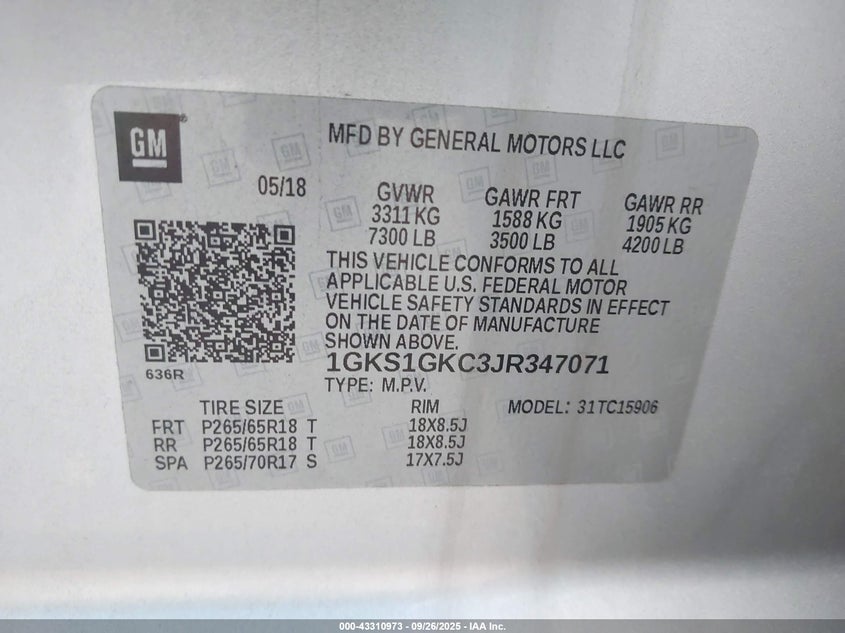 GM
MFD BY GENERAL MOTORS LLC
05/18
GVWR GAWR FRT GAWR RR
3311 KG 1588 KG 1905 KG
7300 LB 3500 LB 4200 LB
THIS VEHICLE CONFORMS TO ALL
APPLICABLE U.S. FEDERAL MOTOR
VEHICLE SAFETY STANDARDS IN EFFECT
ON THE DATE OF MANUFACTURE
SHOWN ABOVE.
636R
1GKS1GKC3JR347071
TYPE: M.P.V.
TIRE SIZE RIM MODEL: 31TC15906
FRT P265/65R18 T 18X8.5J
RR P265/65R18 T 18X8.5J
SPA P265/70R17 S 17X7.5J
000-43310973 - 09/26/2025 - IAA Inc.